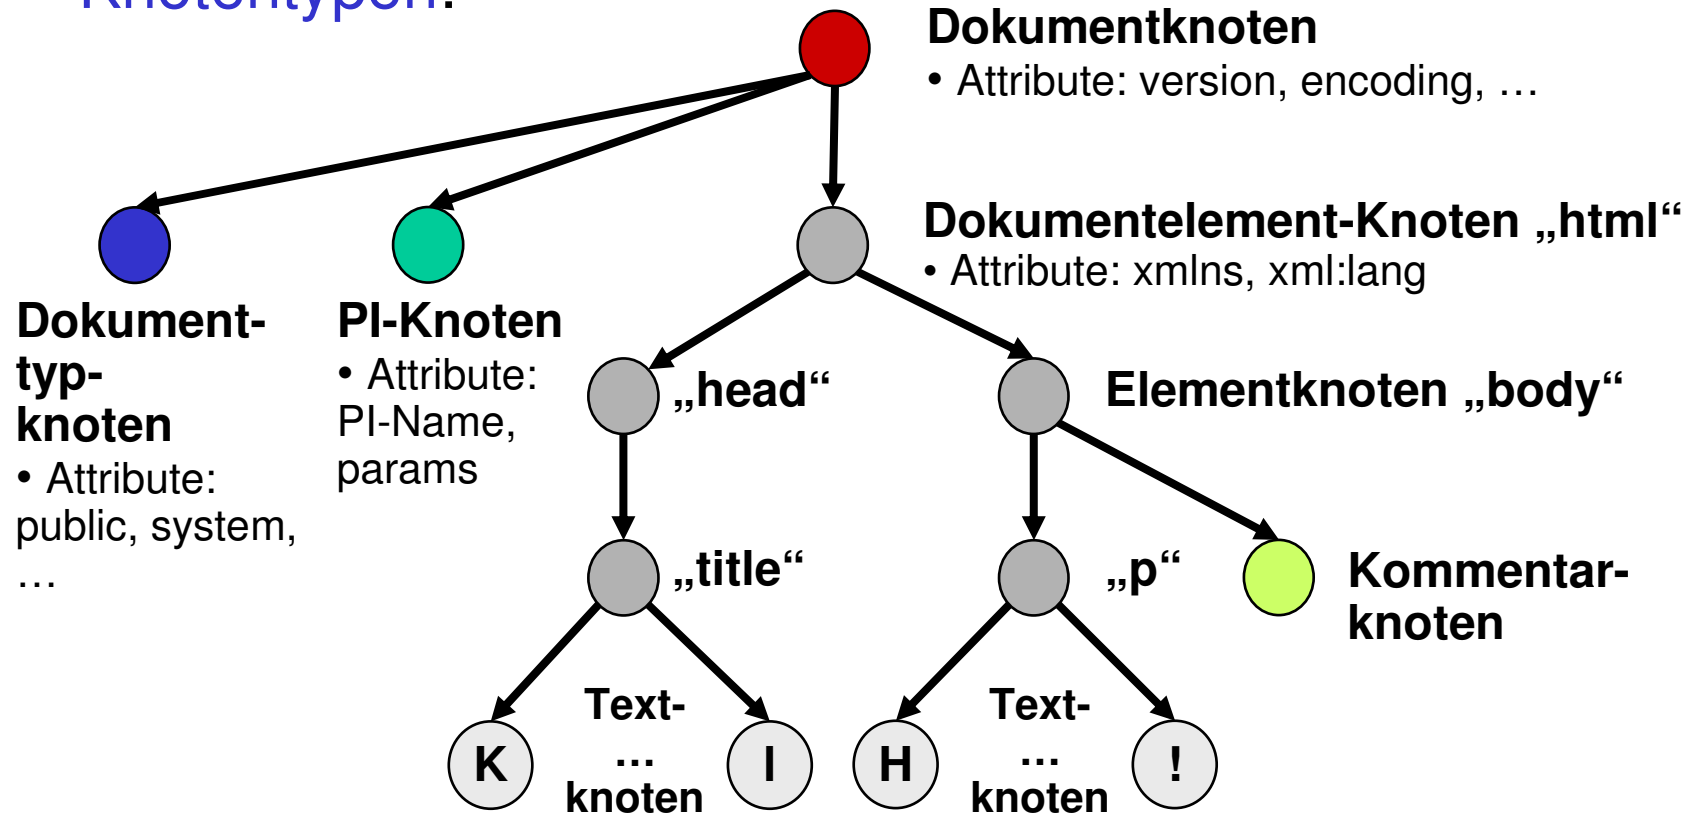 Knotentypen:
Dokumentknoten
• Attribute: version, encoding, …
Dokumentelement-Knoten „html“
• Attribute: xmlns, xml:lang
Dokument-
typ-
knoten
• Attribute:
public, system,
…
PI-Knoten
• Attribute:
PI-Name,
params
„head“
Elementknoten „body“
„title“
„p“
Kommentar-
knoten
K
Text-
…
knoten
I
H
Text-
…
knoten
!